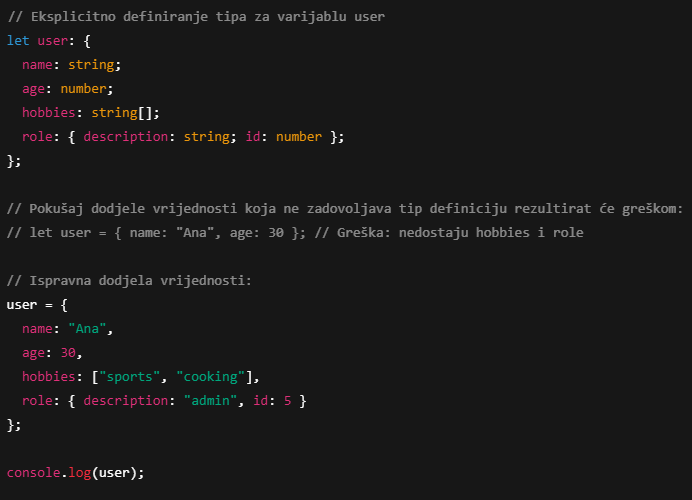 // Eksplicitno definiranje tipa za varijablu user
let user: {
  name: string;
  age: number;
  hobbies: string[];
  role: { description: string; id: number };
};
// Pokušaj dodjele vrijednosti koja ne zadovoljava tip definiciju rezultirat će greškom:
// let user = { name: "Ana", age: 30 }; // Greška: nedostaju hobbies i role
// Ispravna dodjela vrijednosti:
user = {
  name: "Ana",
  age: 30,
  hobbies: ["sports", "cooking"],
  role: { description: "admin", id: 5 }
};
console.log(user);